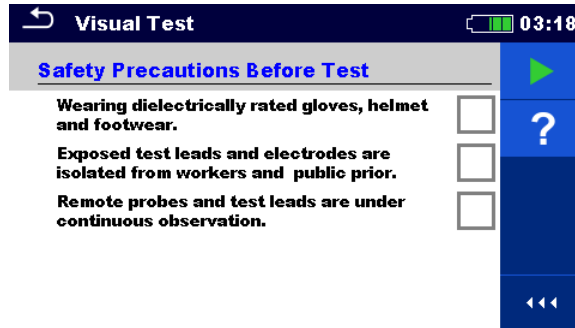 Visual Test 03:18
Safety Precautions Before Test
Wearing dielectrically rated gloves, helmet
and footwear.
Exposed test leads and electrodes are
isolated from workers and public prior.
?
Remote probes and test leads are under
continuous observation.